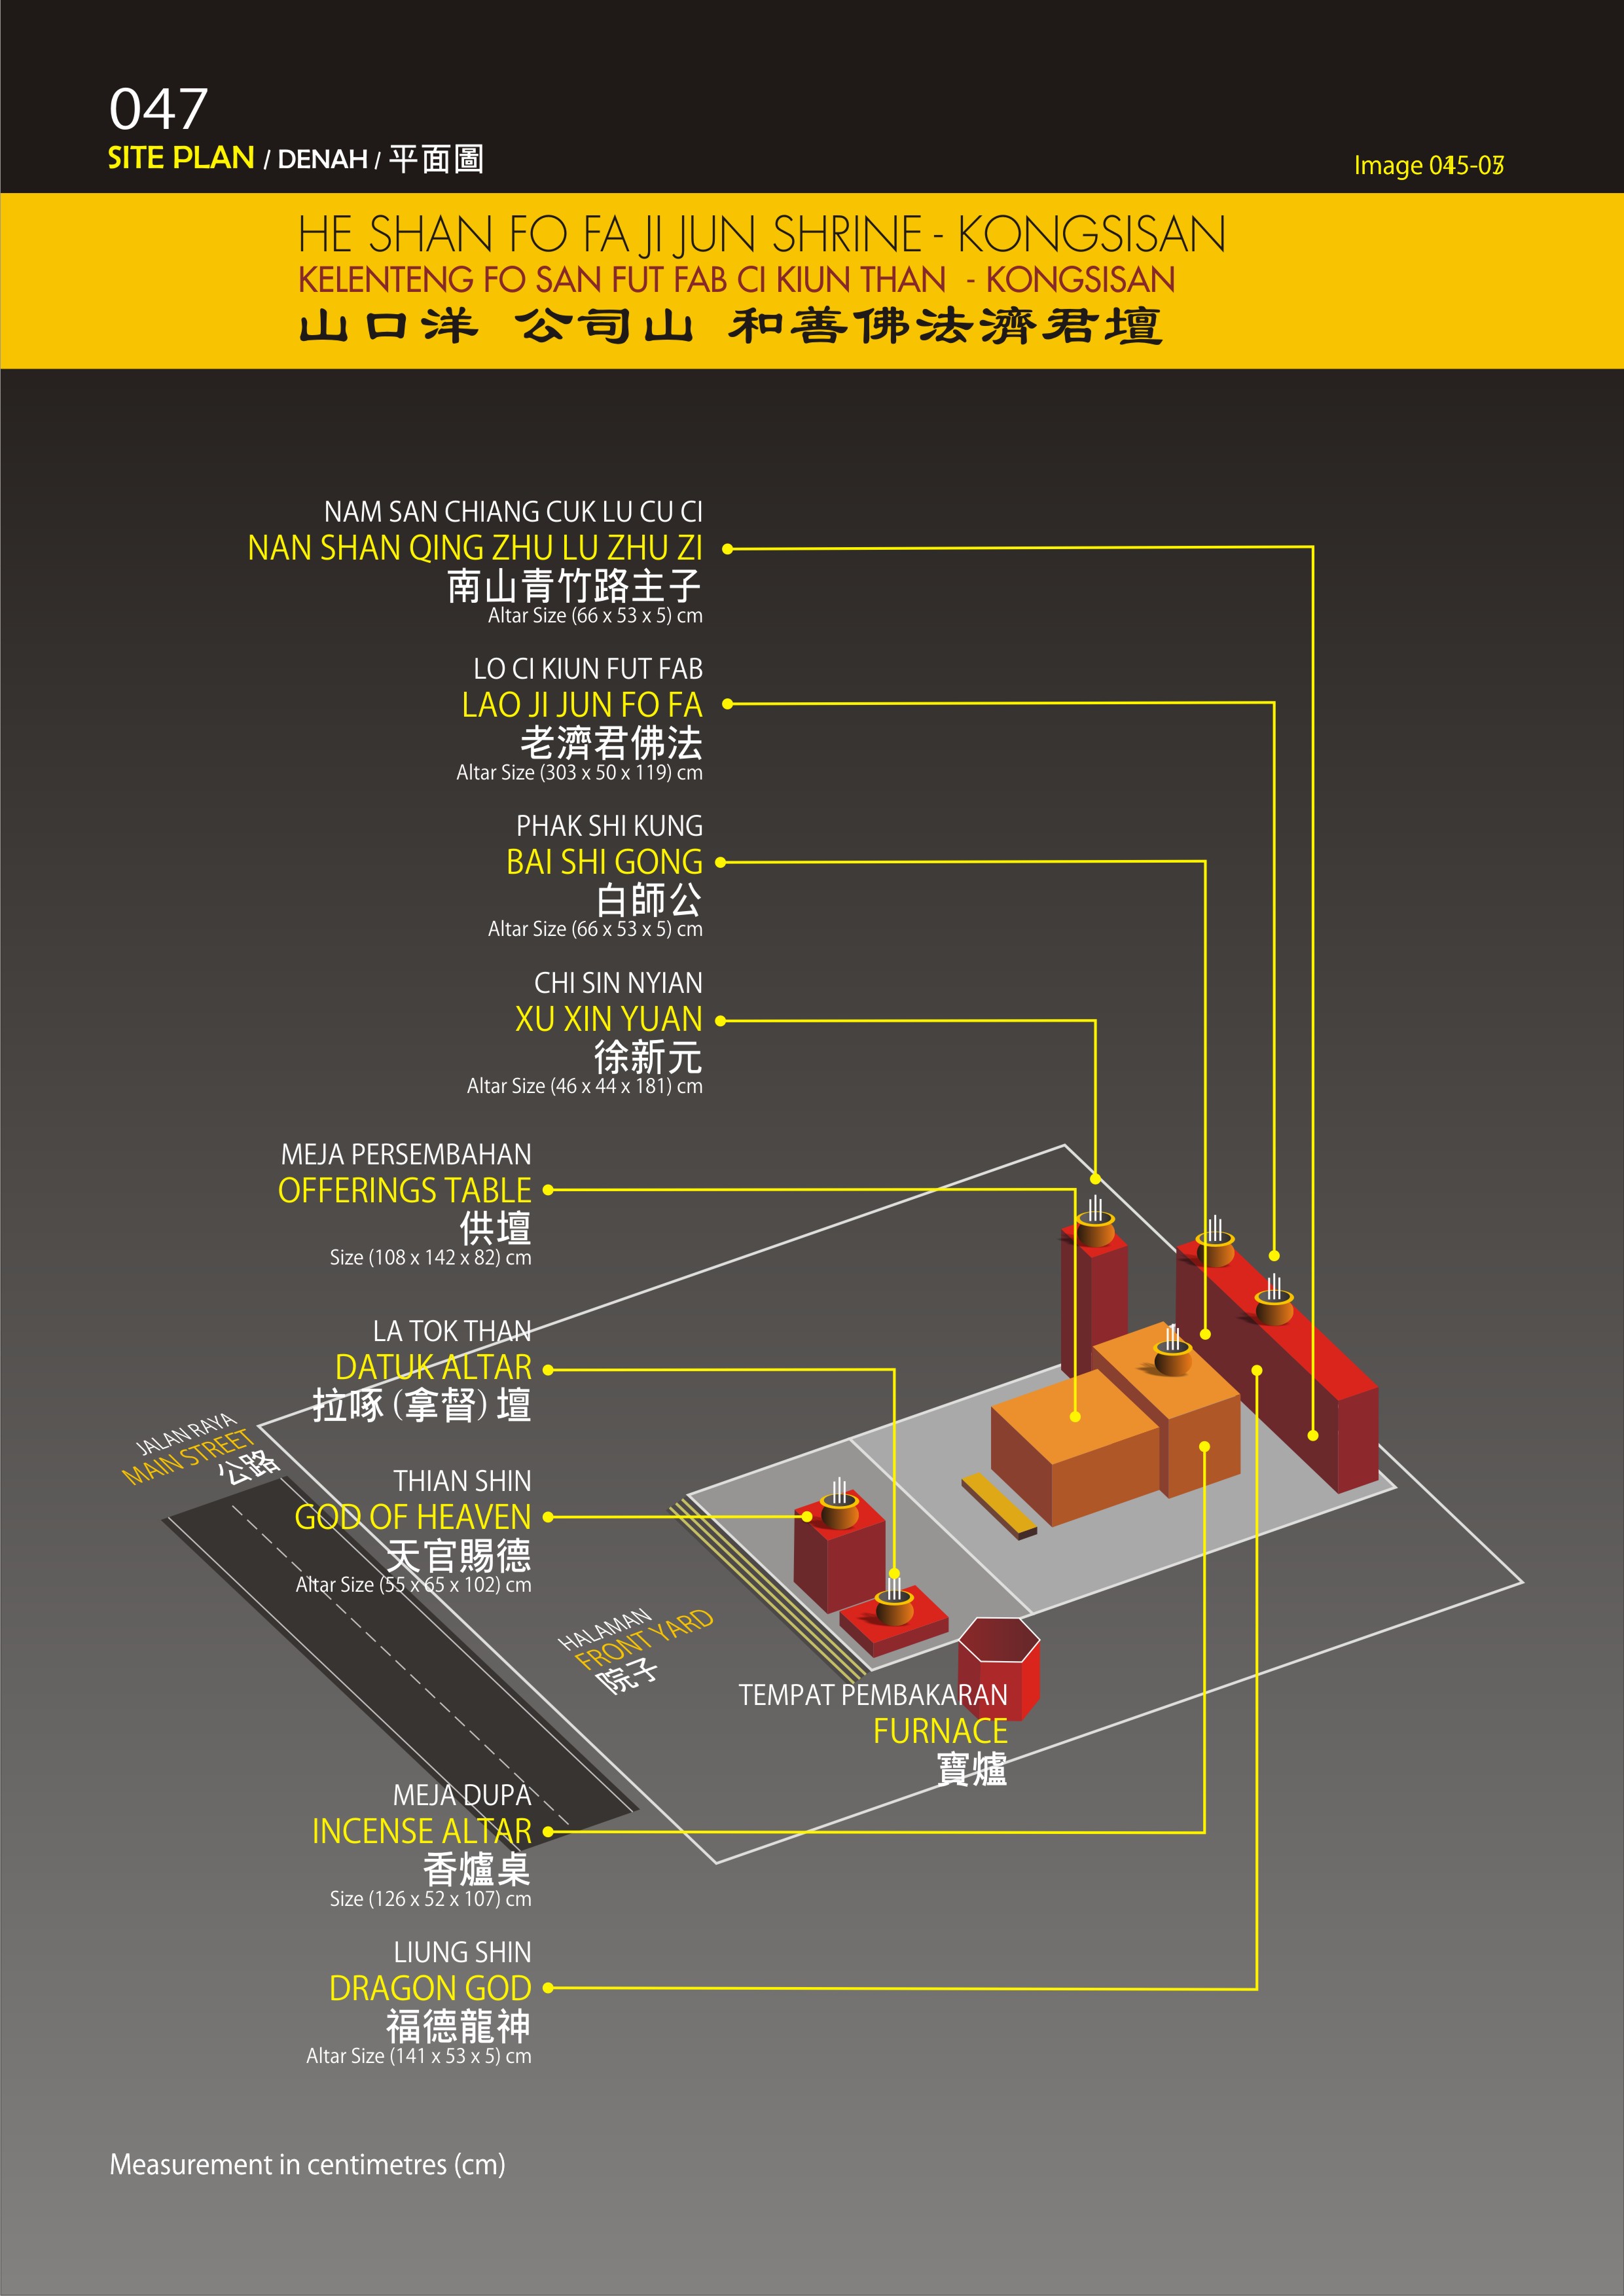 047
SITE PLAN / DENAH / 平面圖
Image
HE SHAN FO FA JI JUN SHRINE - KONGSISAN
KELENTENG FO SAN FUT FAB CI KIUN THAN - KONGSISAN
山口洋 公司山 和善佛法濟君壇
NAM SAN CHIANG CUK LU CU CI
NAN SHAN QING ZHU LU ZHU ZI
南山青竹路主子
Altar Size (66 x 53 x 5) cm
LO CI KIUN FUT FAB
LAO JI JUN FO FA
老濟君佛法
Altar Size (303 x 50 x 119) cm
PHAK SHI KUNG
BAI SHI GONG
白師公
Altar Size (66 x 53 x 5) cm
CHI SIN NYIAN
XU XIN YUAN
徐新元
Altar Size (46 x 44 x 181) cm
MEJA PERSEMBAHAN
OFFERINGS TABLE
供壇
Size (108 x 142 x 82) cm
LA TOK THAN
DATUK ALTAR
拉啄 (拿督) 壇
JALAN RAYA
MAIN STREET
公路
THIAN SHIN
GOD OF HEAVEN
天官賜德
Altar Size (55 x 65 x 102) cm
HALAMAN
FRONT YARD
院子
TEMPAT PEMBAKARAN
FURNACE
寶爐
MEJA DUPA
INCENSE ALTAR
香爐桌
Size (126 x 52 x 107) cm
LIUNG SHIN
DRAGON GOD
福德龍神
Altar Size (141 x 53 x 5) cm
Measurement in centimetres (cm)